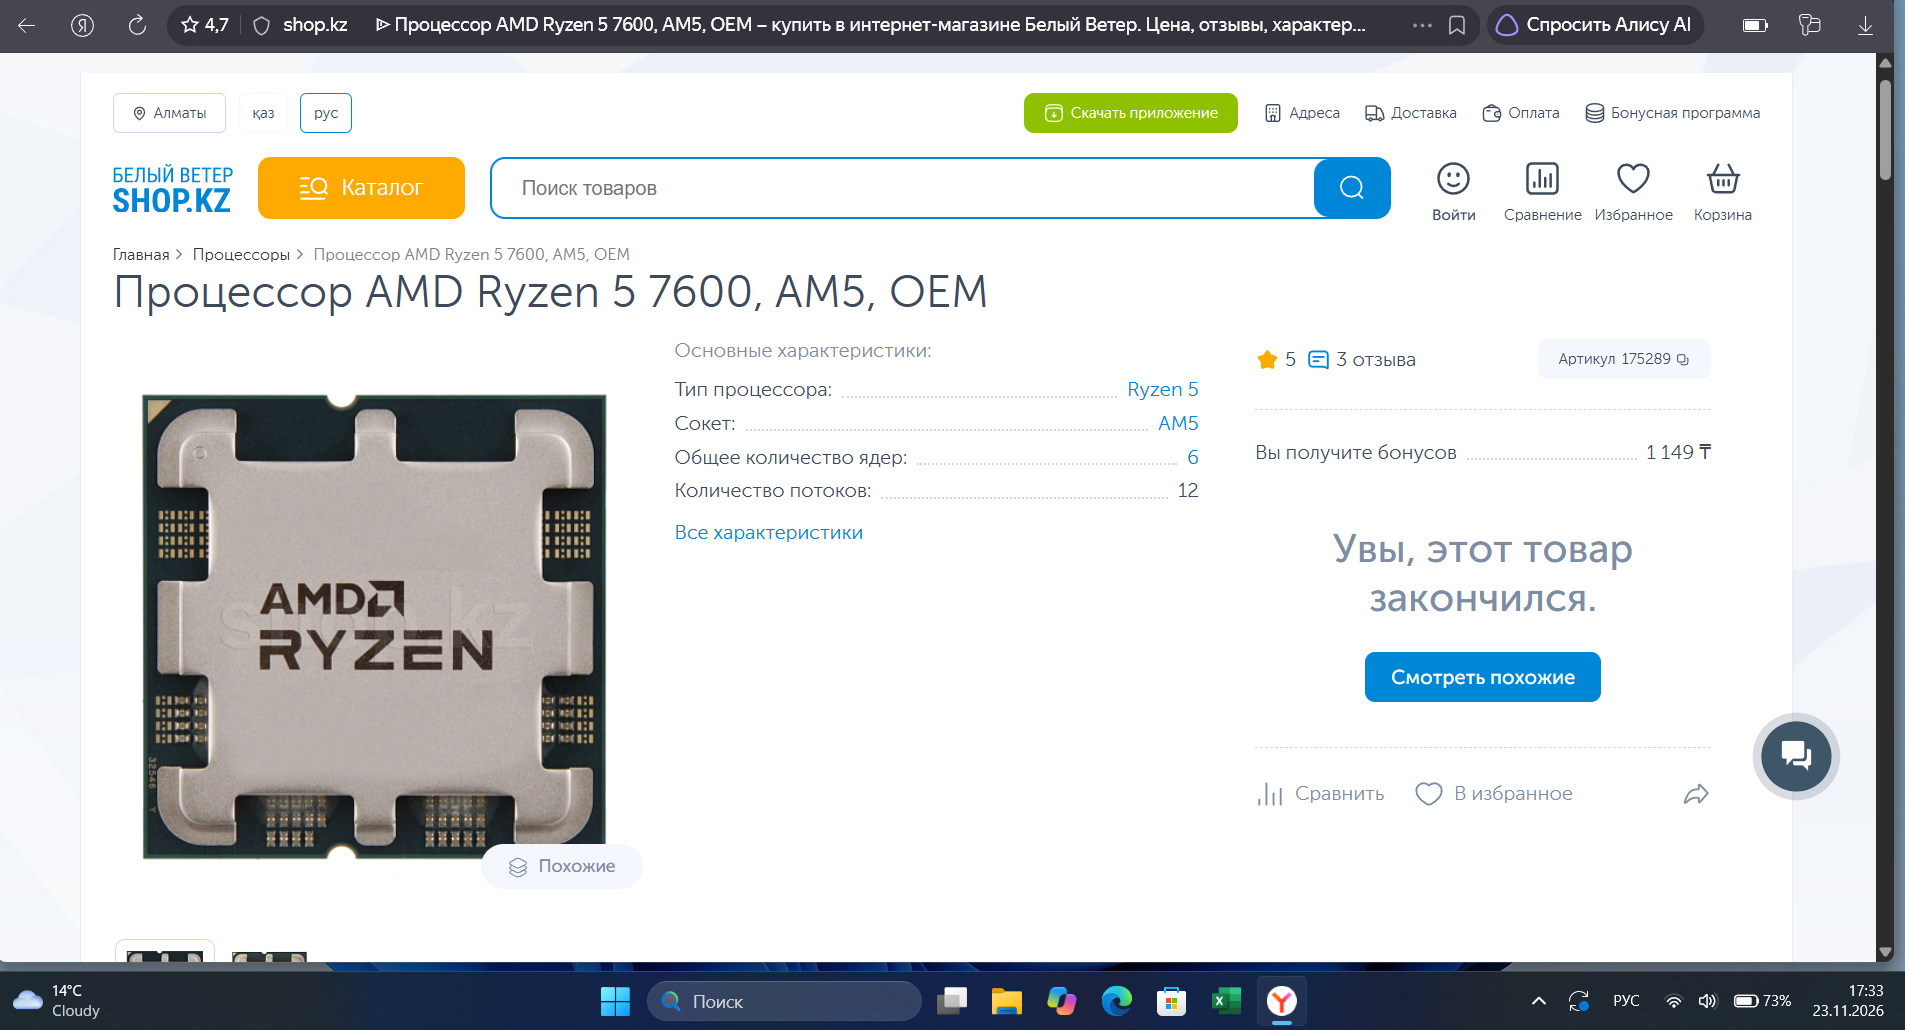 4,7
shop.kz
Процессор AMD Ryzen 5 7600, AM5, OEM – купить в интернет-магазине Белый Ветер. Цена, отзывы, характер...
Спросить Алису AI
Алматы
қаз
рус
Скачать приложение
Адреса
Доставка
Оплата
Бонусная программа
БЕЛЫЙ ВЕТЕР
SHOP.KZ
Каталог
Поиск товаров
Войти
Сравнение
Избранное
Корзина
Главная > Процессоры > Процессор AMD Ryzen 5 7600, AM5, OEM
Процессор AMD Ryzen 5 7600, AM5, OEM
AMD
RYZEN
shop.kz
32546 Y
Похожие
Основные характеристики:
Тип процессора: Ryzen 5
Сокет: AM5
Общее количество ядер: 6
Количество потоков: 12
Все характеристики
5
3 отзыва
Артикул 175289
Вы получите бонусов 1 149 ₸
Увы, этот товар
закончился.
Смотреть похожие
Сравнить
В избранное
14°C
Cloudy
Поиск
РУС
73%
17:33
23.11.2026